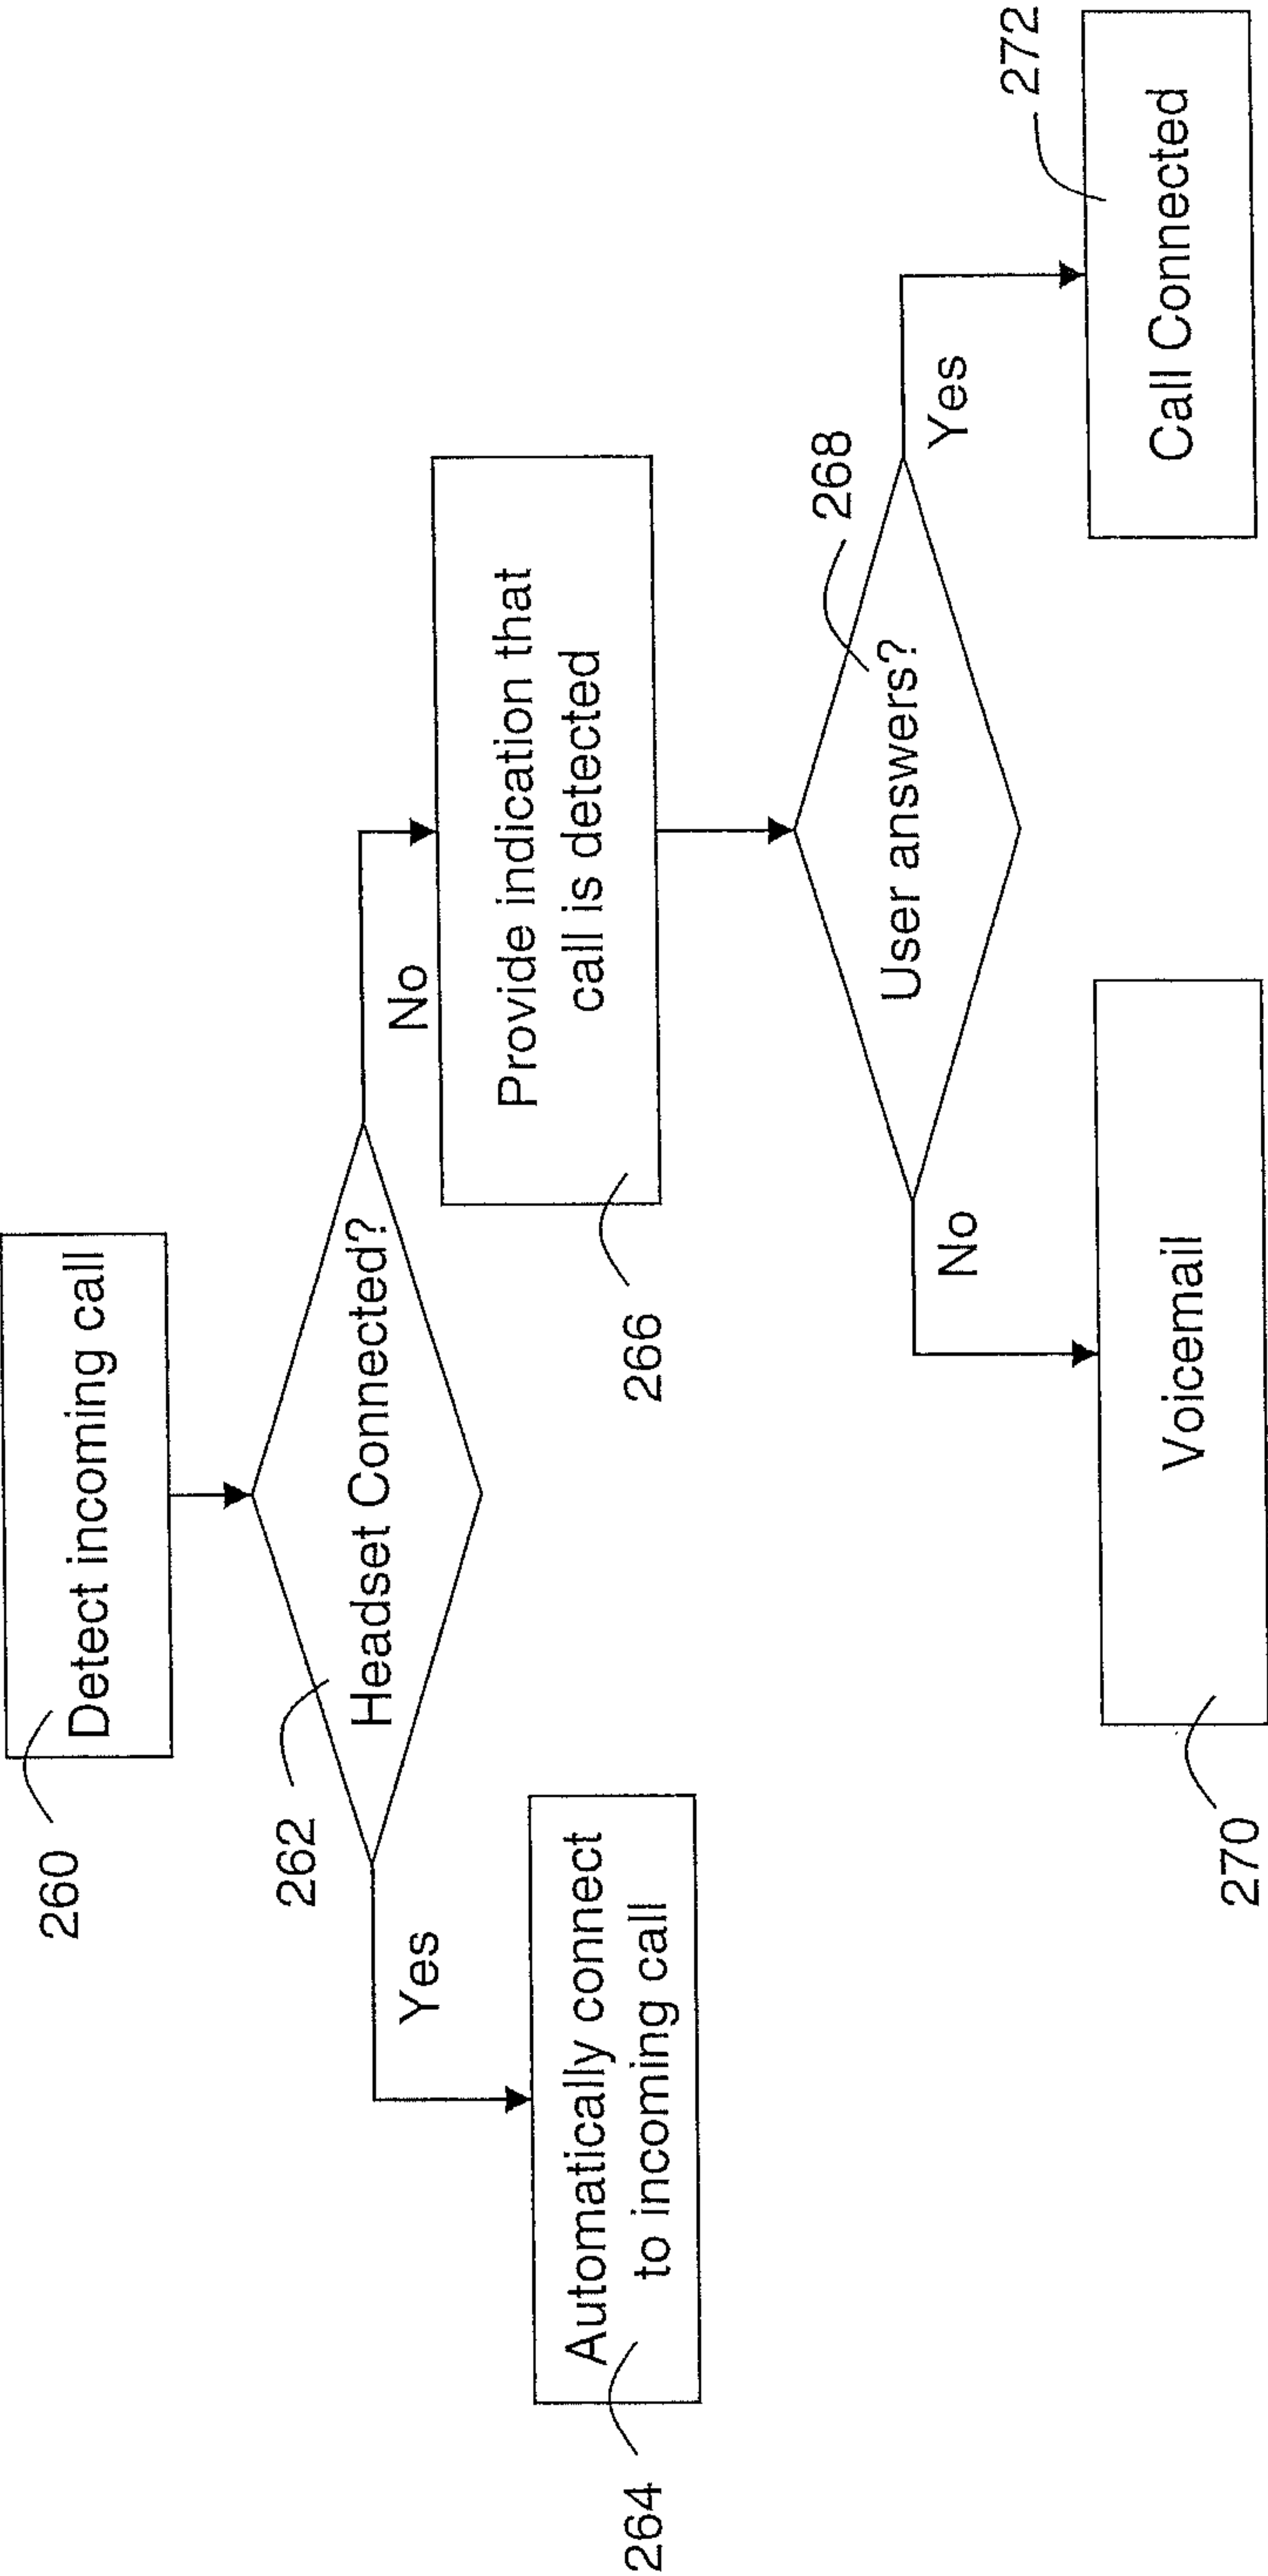 260
Detect incoming call
262
Headset Connected?
Yes
No
264
Automatically connect
to incoming call
266
Provide indication that
call is detected
268
User answers?
No
Yes
270
Voicemail
272
Call Connected